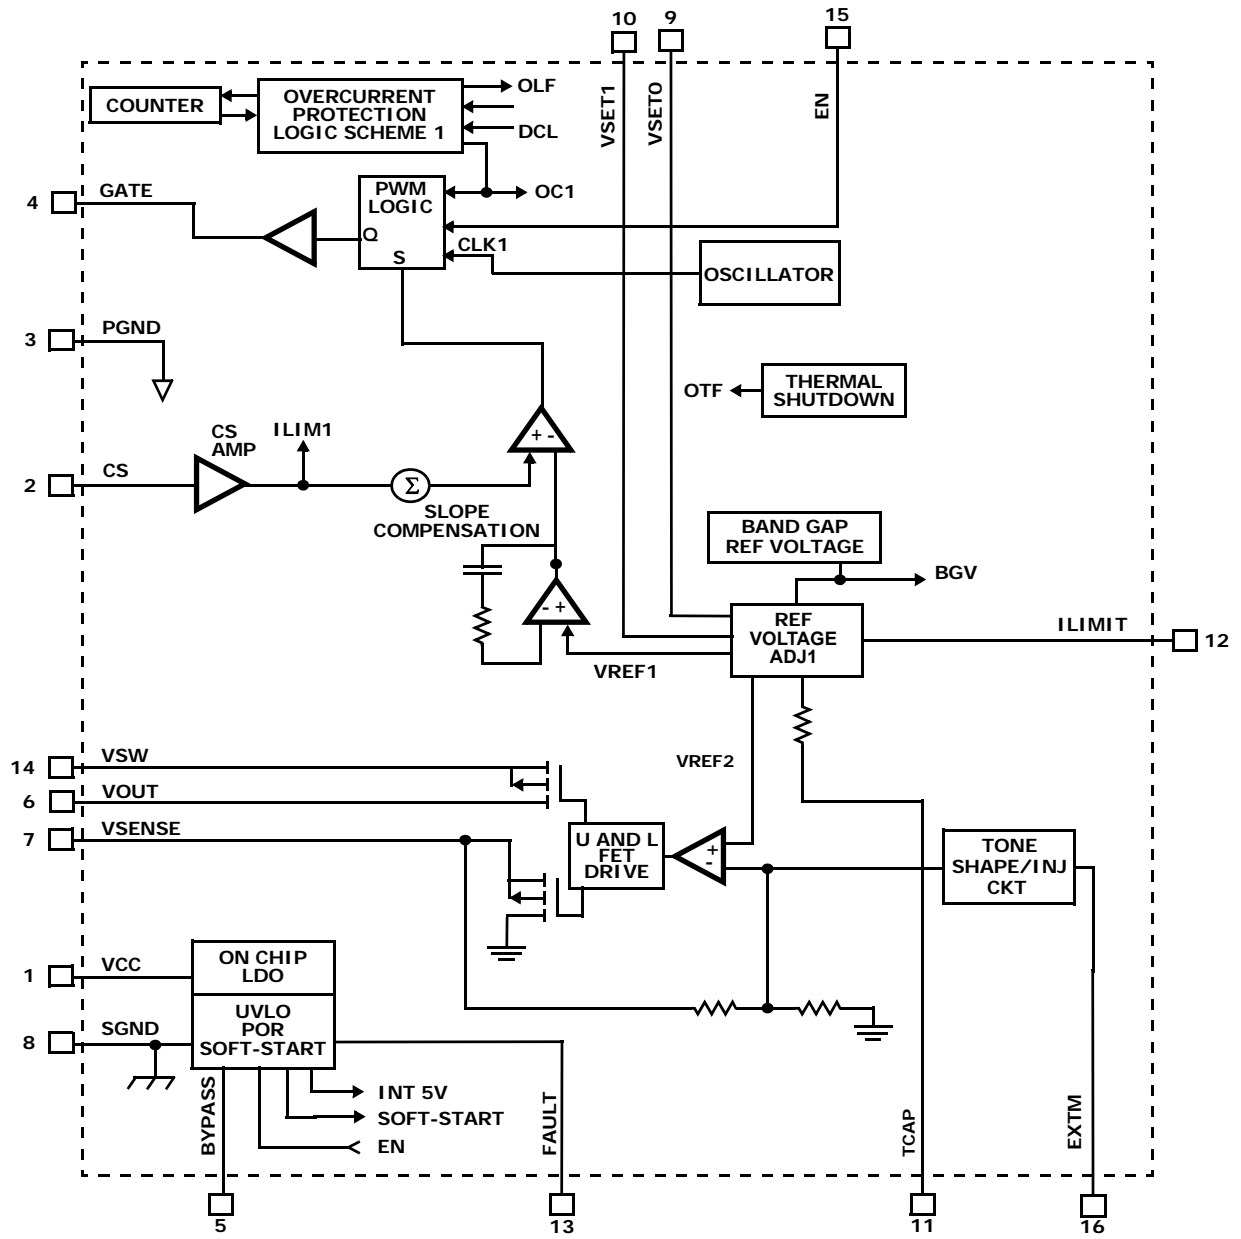 10
9
15
COUNTER
OVERCURRENT
PROTECTION
LOGIC SCHEME 1
OLF
DCL
VSET1
VSET0
EN
4
GATE
PWM
LOGIC
Q
S
OC1
CLK1
OSCILLATOR
3
PGND
OTF
THERMAL
SHUTDOWN
CS
AMP
ILIM1
+ -
2
CS
Σ
SLOPE
COMPENSATION
BAND GAP
REF VOLTAGE
BGV
- +
REF
VOLTAGE
ADJ1
ILIMIT
12
VREF1
14
VSW
VREF2
6
VOUT
7
VSENSE
U AND L
FET
DRIVE
+
-
TONE
SHAPE/INJ
CKT
1
VCC
ON CHIP
LDO
8
SGND
UVLO
POR
SOFT-START
BYPASS
INT 5V
SOFT-START
EN
FAULT
TCAP
EXTM
5
13
11
16